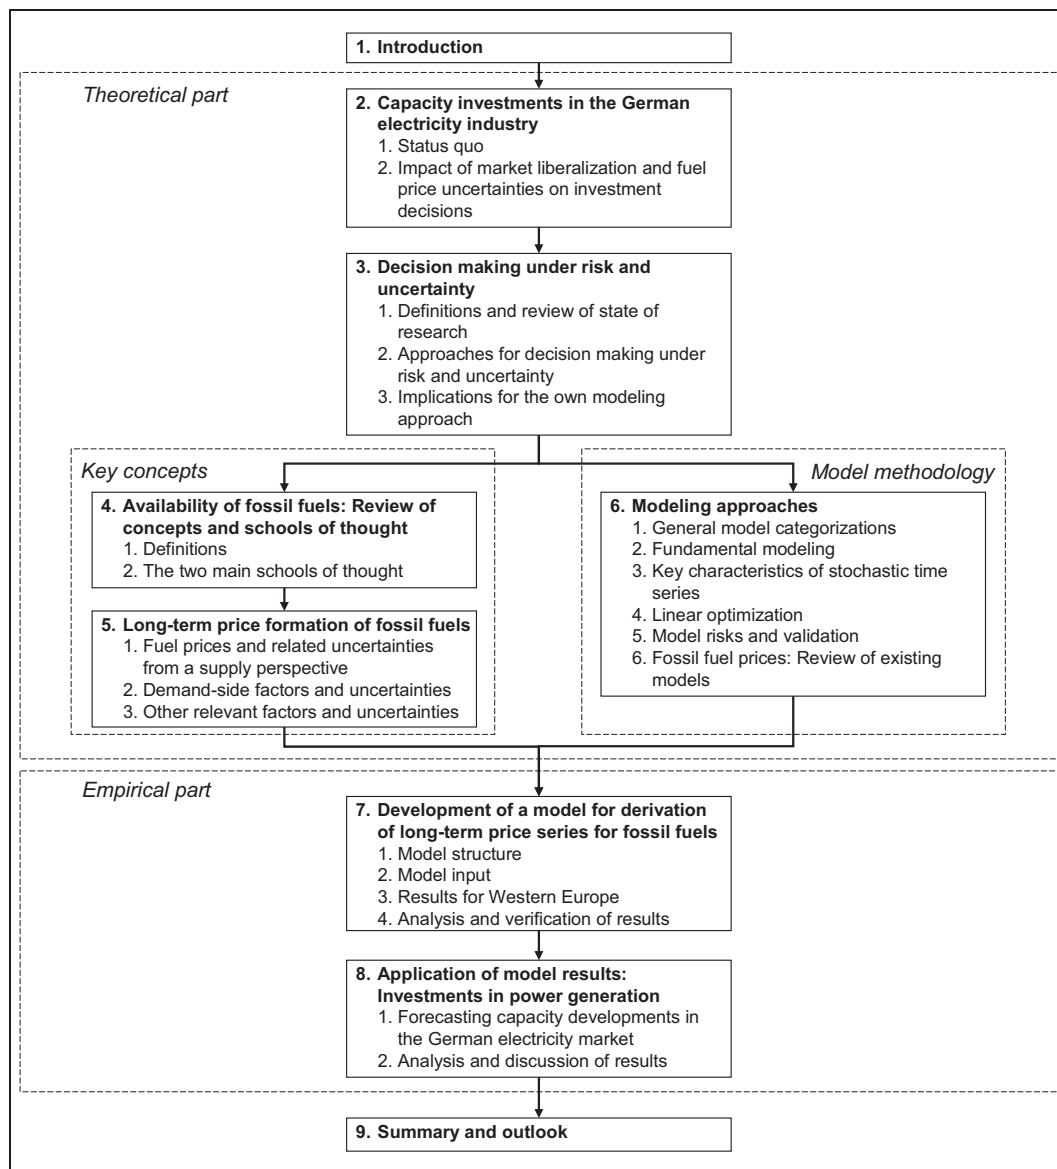 1. Introduction
Theoretical part
2. Capacity investments in the German
electricity industry
1. Status quo
2. Impact of market liberalization and fuel
price uncertainties on investment
decisions
3. Decision making under risk and
uncertainty
1. Definitions and review of state of
research
2. Approaches for decision making under
risk and uncertainty
3. Implications for the own modeling
approach
Key concepts
4. Availability of fossil fuels: Review of
concepts and schools of thought
1. Definitions
2. The two main schools of thought
5. Long-term price formation of fossil fuels
1. Fuel prices and related uncertainties
from a supply perspective
2. Demand-side factors and uncertainties
3. Other relevant factors and uncertainties
Model methodology
6. Modeling approaches
1. General model categorizations
2. Fundamental modeling
3. Key characteristics of stochastic time
series
4. Linear optimization
5. Model risks and validation
6. Fossil fuel prices: Review of existing
models
Empirical part
7. Development of a model for derivation
of long-term price series for fossil fuels
1. Model structure
2. Model input
3. Results for Western Europe
4. Analysis and verification of results
8. Application of model results:
Investments in power generation
1. Forecasting capacity developments in
the German electricity market
2. Analysis and discussion of results
9. Summary and outlook